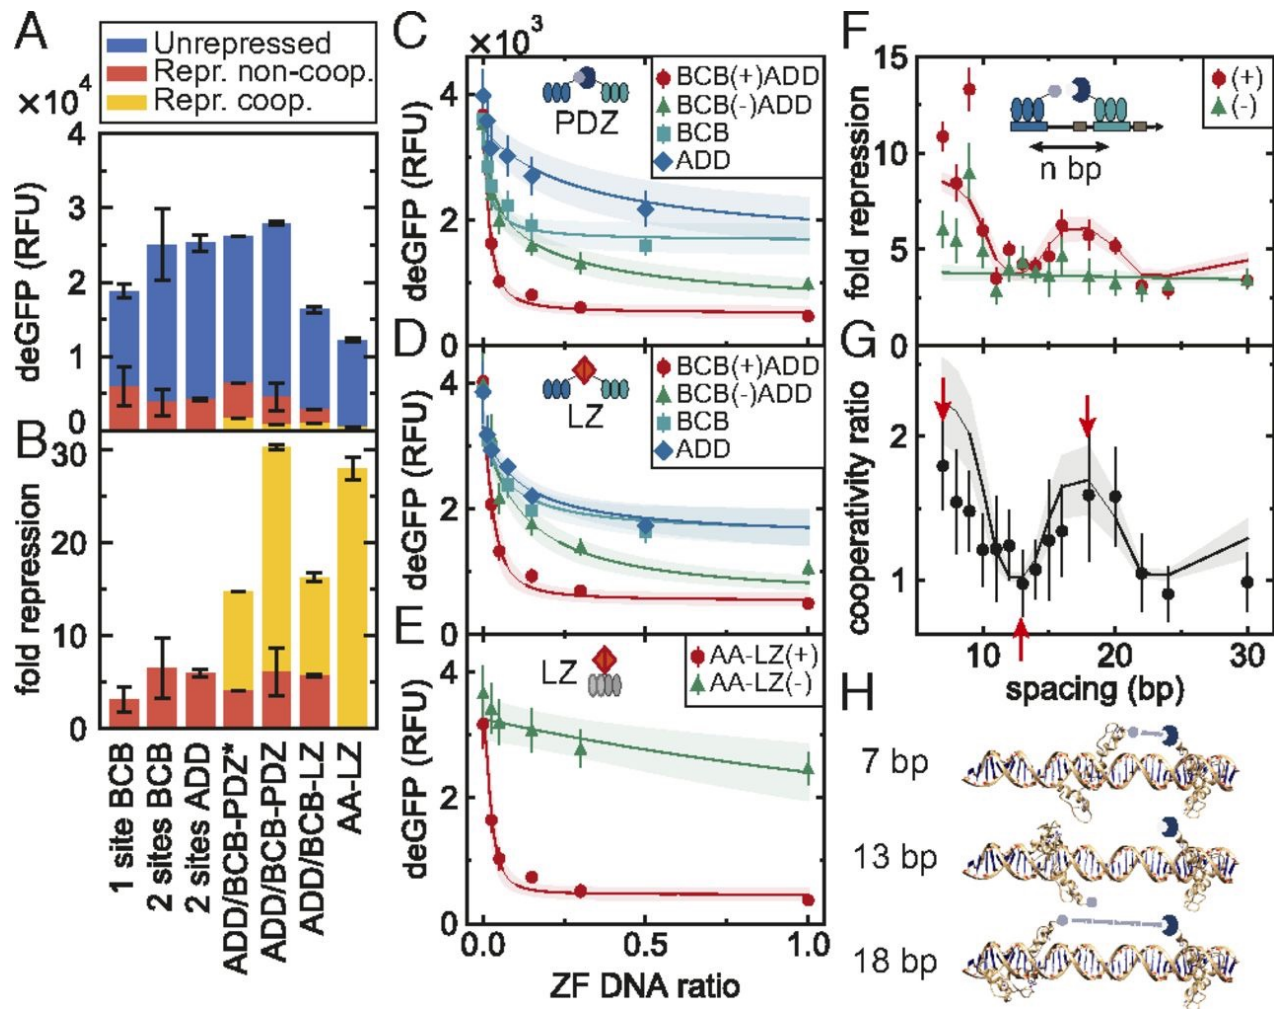 A
Unrepressed
Repr. non-coop.
Repr. coop.
×10⁴
4
3
2
1
0
deGFP (RFU)
B
30
20
10
0
fold repression
1 site BCB
2 sites BCB
2 sites ADD
ADD/BCB-PDZ*
ADD/BCB-PDZ
ADD/BCB-LZ
AA-LZ
C
×10³
4
2
0
deGFP (RFU)
PDZ
BCB(+)ADD
BCB(-)ADD
BCB
ADD
D
4
2
0
deGFP (RFU)
LZ
BCB(+)ADD
BCB(-)ADD
BCB
ADD
E
4
2
0
deGFP (RFU)
LZ
AA-LZ(+)
AA-LZ(-)
0.0 0.5 1.0
ZF DNA ratio
F
15
10
5
0
fold repression
n bp
(+)
(-)
G
2
1
cooperativity ratio
10 20 30
spacing (bp)
H
7 bp
13 bp
18 bp